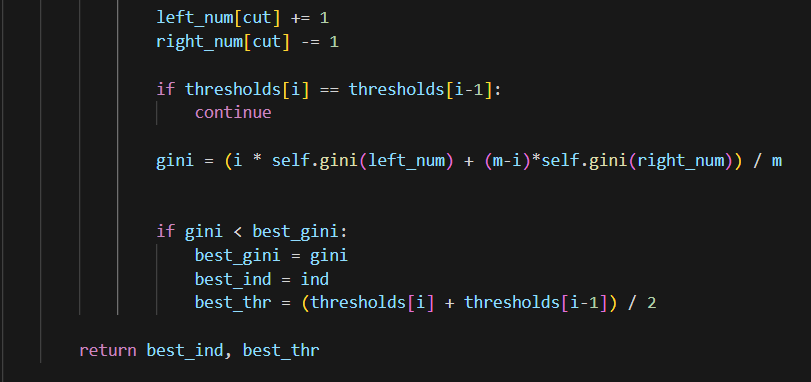 left_num[cut] += 1
right_num[cut] -= 1
if thresholds[i] == thresholds[i-1]:
continue
gini = (i * self.gini(left_num) + (m-i)*self.gini(right_num)) / m
if gini < best_gini:
best_gini = gini
best_ind = ind
best_thr = (thresholds[i] + thresholds[i-1]) / 2
return best_ind, best_thr